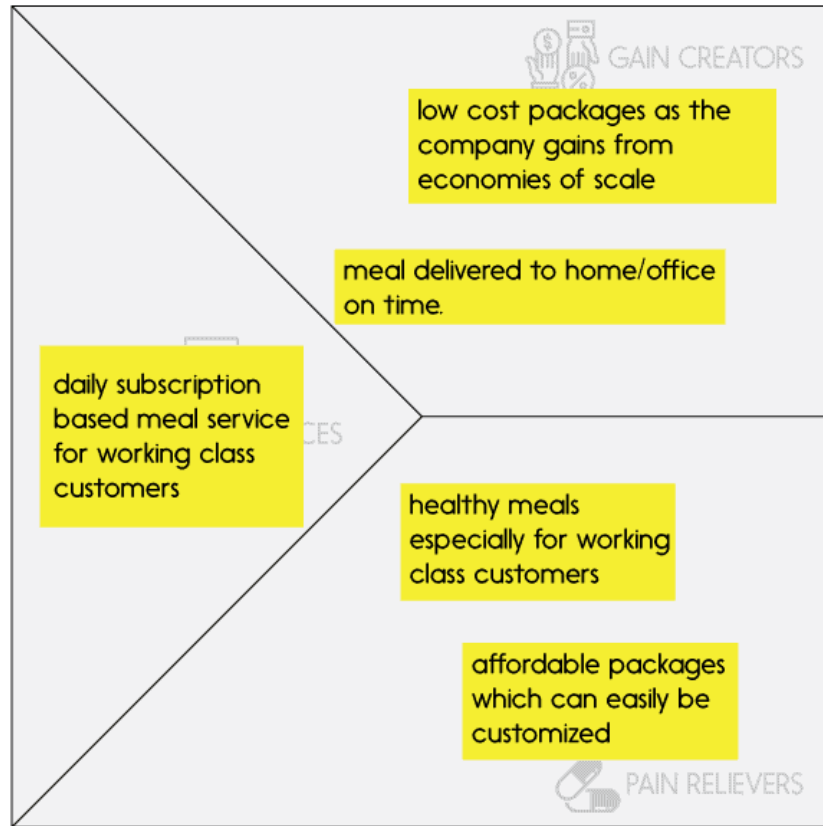 GAIN CREATORS
low cost packages as the
company gains from
economies of scale
meal delivered to home/office
on time.
daily subscription
based meal service
for working class
customers
CES
healthy meals
especially for working
class customers
affordable packages
which can easily be
customized
PAIN RELIEVERS